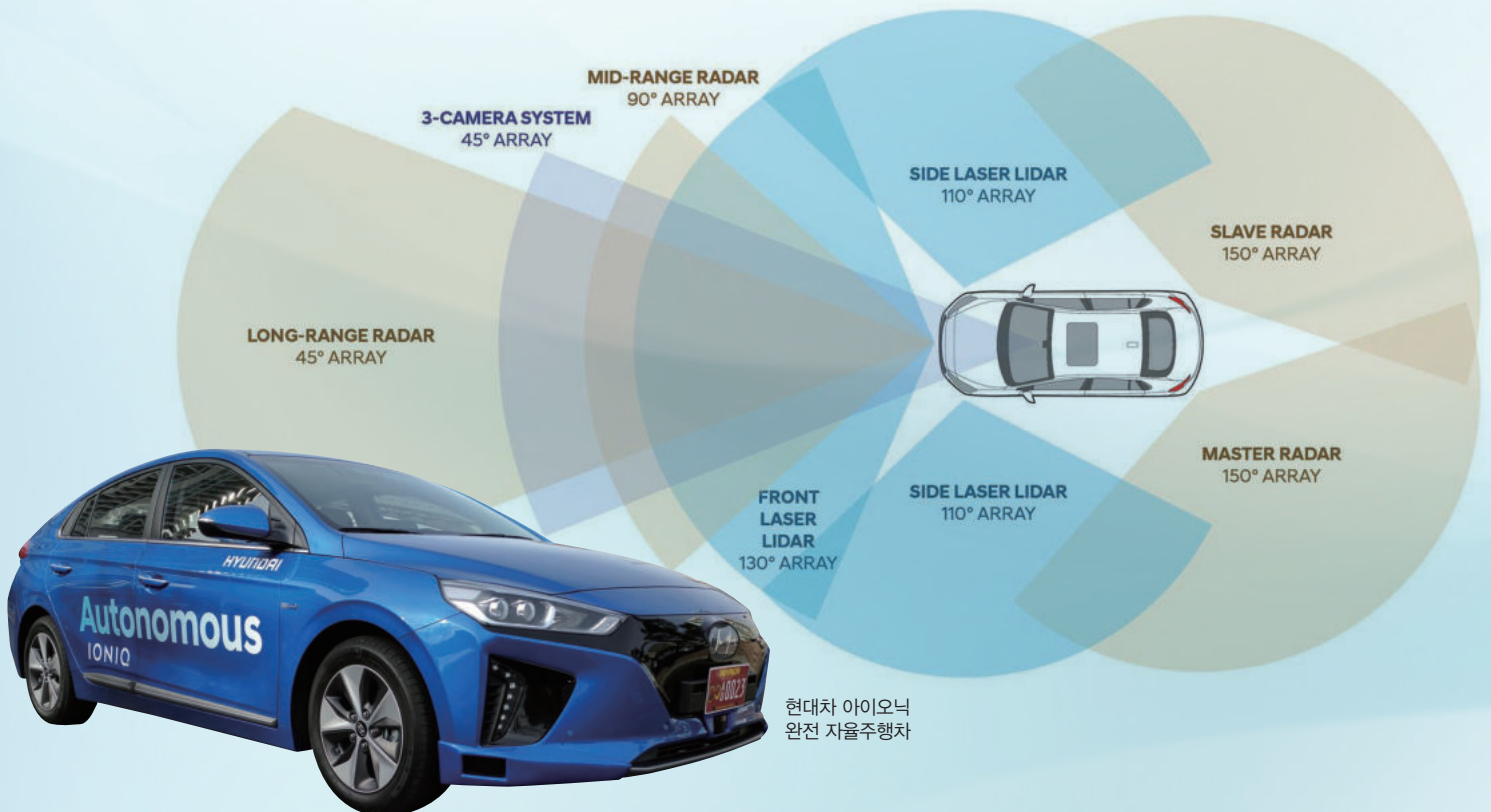 MID-RANGE RADAR
90° ARRAY
3-CAMERA SYSTEM
45° ARRAY
SIDE LASER LIDAR
110° ARRAY
SLAVE RADAR
150° ARRAY
LONG-RANGE RADAR
45° ARRAY
MASTER RADAR
150° ARRAY
FRONT
LASER
LIDAR
130° ARRAY
SIDE LASER LIDAR
110° ARRAY
HYUNDAI
Autonomous
IONIQ
현대차 아이오닉
완전 자율주행차